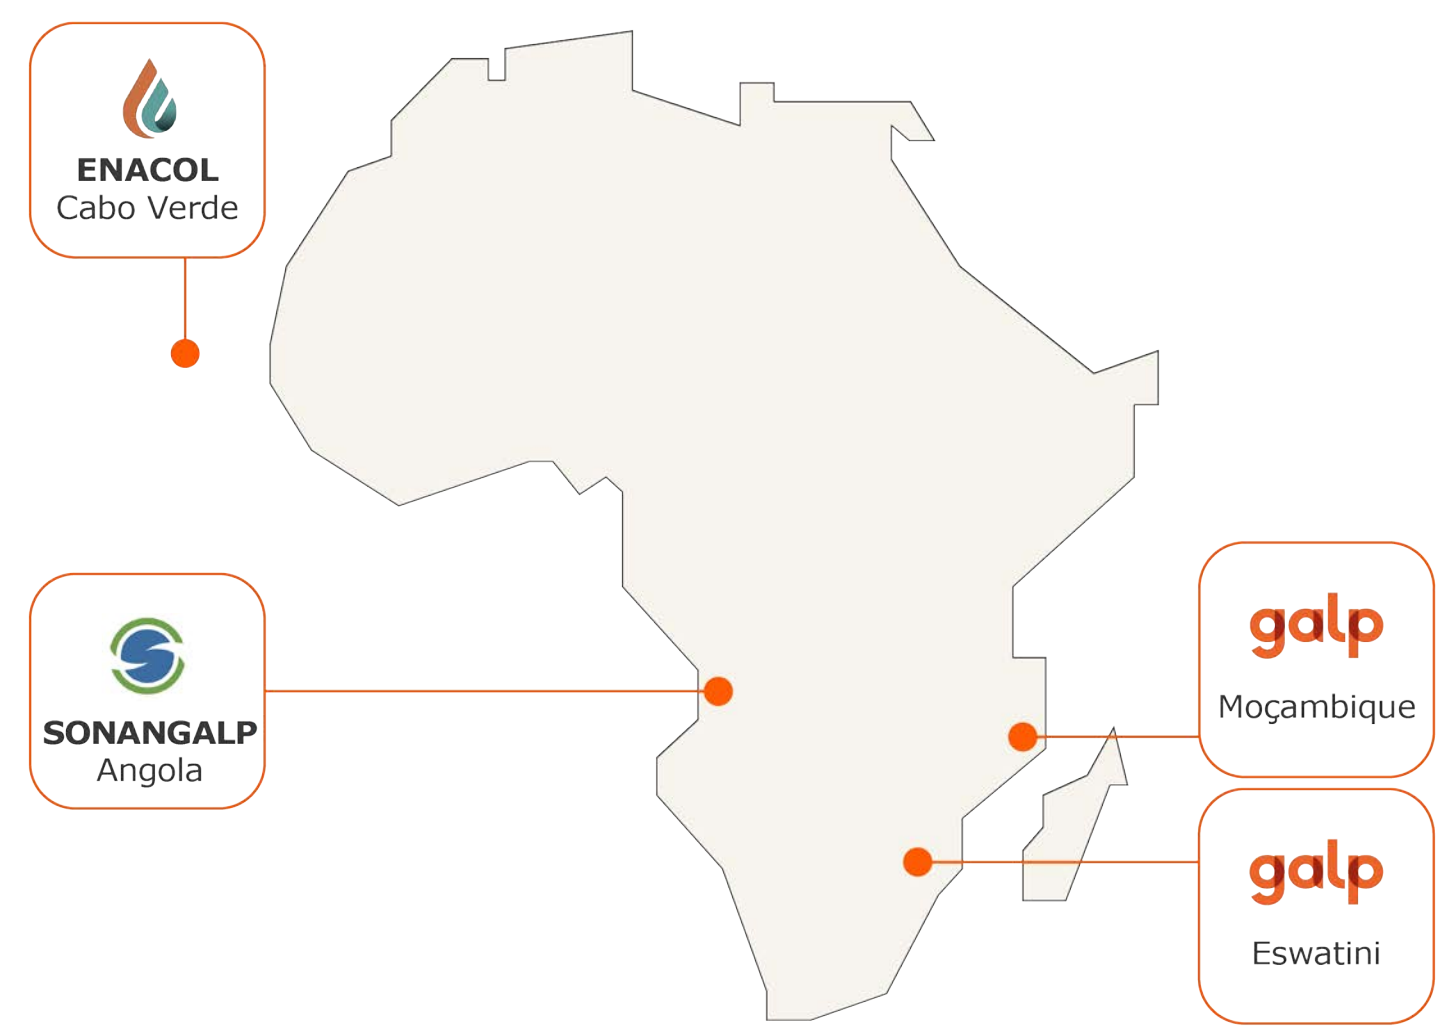 ENACOL
Cabo Verde
SONANGALP
Angola
galp
Moçambique
galp
Eswatini